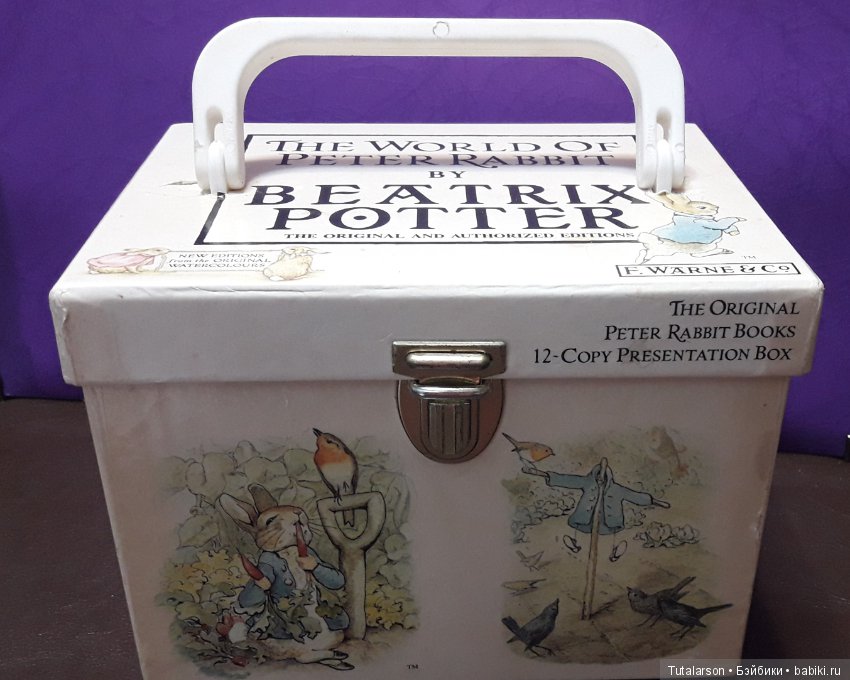 THE WORLD OF
PETER RABBIT
BY
BEATRIX
POTTER
THE ORIGINAL AND AUTHORIZED EDITIONS
NEW EDITIONS
from the ORIGINAL
WATERCOLOURS
TM
F. WARNE & Co
THE ORIGINAL
PETER RABBIT BOOKS
12-COPY PRESENTATION BOX
TM
Tutalarson • Бэйбики • babiki.ru